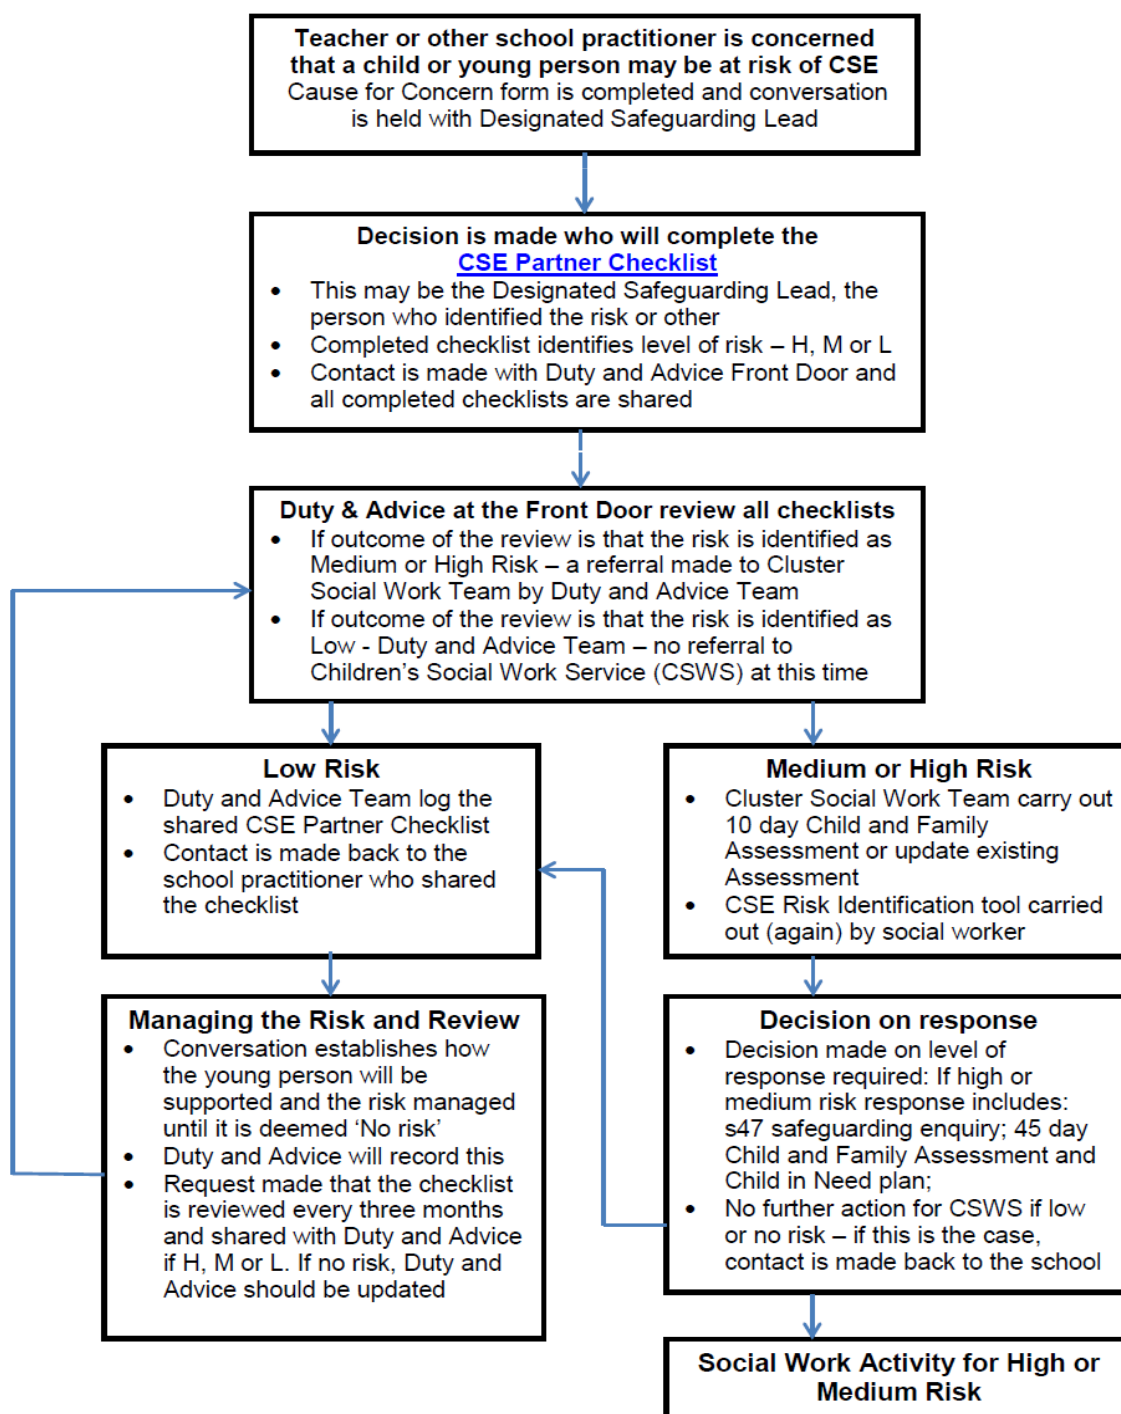 Teacher or other school practitioner is concerned
that a child or young person may be at risk of CSE
Cause for Concern form is completed and conversation
is held with Designated Safeguarding Lead
Decision is made who will complete the
CSE Partner Checklist
• This may be the Designated Safeguarding Lead, the
person who identified the risk or other
• Completed checklist identifies level of risk – H, M or L
• Contact is made with Duty and Advice Front Door and
all completed checklists are shared
Duty & Advice at the Front Door review all checklists
• If outcome of the review is that the risk is identified as
Medium or High Risk – a referral made to Cluster
Social Work Team by Duty and Advice Team
• If outcome of the review is that the risk is identified as
Low - Duty and Advice Team – no referral to
Children's Social Work Service (CSWS) at this time
Low Risk
• Duty and Advice Team log the
shared CSE Partner Checklist
• Contact is made back to the
school practitioner who shared
the checklist
Medium or High Risk
• Cluster Social Work Team carry out
10 day Child and Family
Assessment or update existing
Assessment
• CSE Risk Identification tool carried
out (again) by social worker
Managing the Risk and Review
• Conversation establishes how
the young person will be
supported and the risk managed
until it is deemed 'No risk'
• Duty and Advice will record this
• Request made that the checklist
is reviewed every three months
and shared with Duty and Advice
if H, M or L. If no risk, Duty and
Advice should be updated
Decision on response
• Decision made on level of
response required: If high or
medium risk response includes:
s47 safeguarding enquiry; 45 day
Child and Family Assessment and
Child in Need plan;
• No further action for CSWS if low
or no risk – if this is the case,
contact is made back to the school
Social Work Activity for High or
Medium Risk